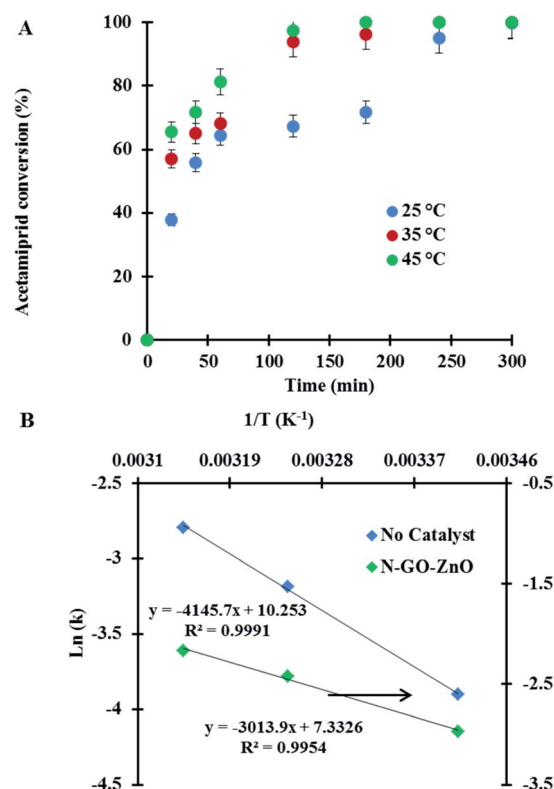 A
Acetamiprid conversion (%)
100
80
60
40
20
0
25 °C
35 °C
45 °C
0 50 100 150 200 250 300
Time (min)
B
1/T (K-1)
0.0031 0.00319 0.00328 0.00337 0.00346
Ln (k)
-2.5
-3
-3.5
-4
-4.5
-0.5
-1.5
-2.5
-3.5
No Catalyst
N-GO-ZnO
y = -4145.7x + 10.253
R² = 0.9991
y = -3013.9x + 7.3326
R² = 0.9954